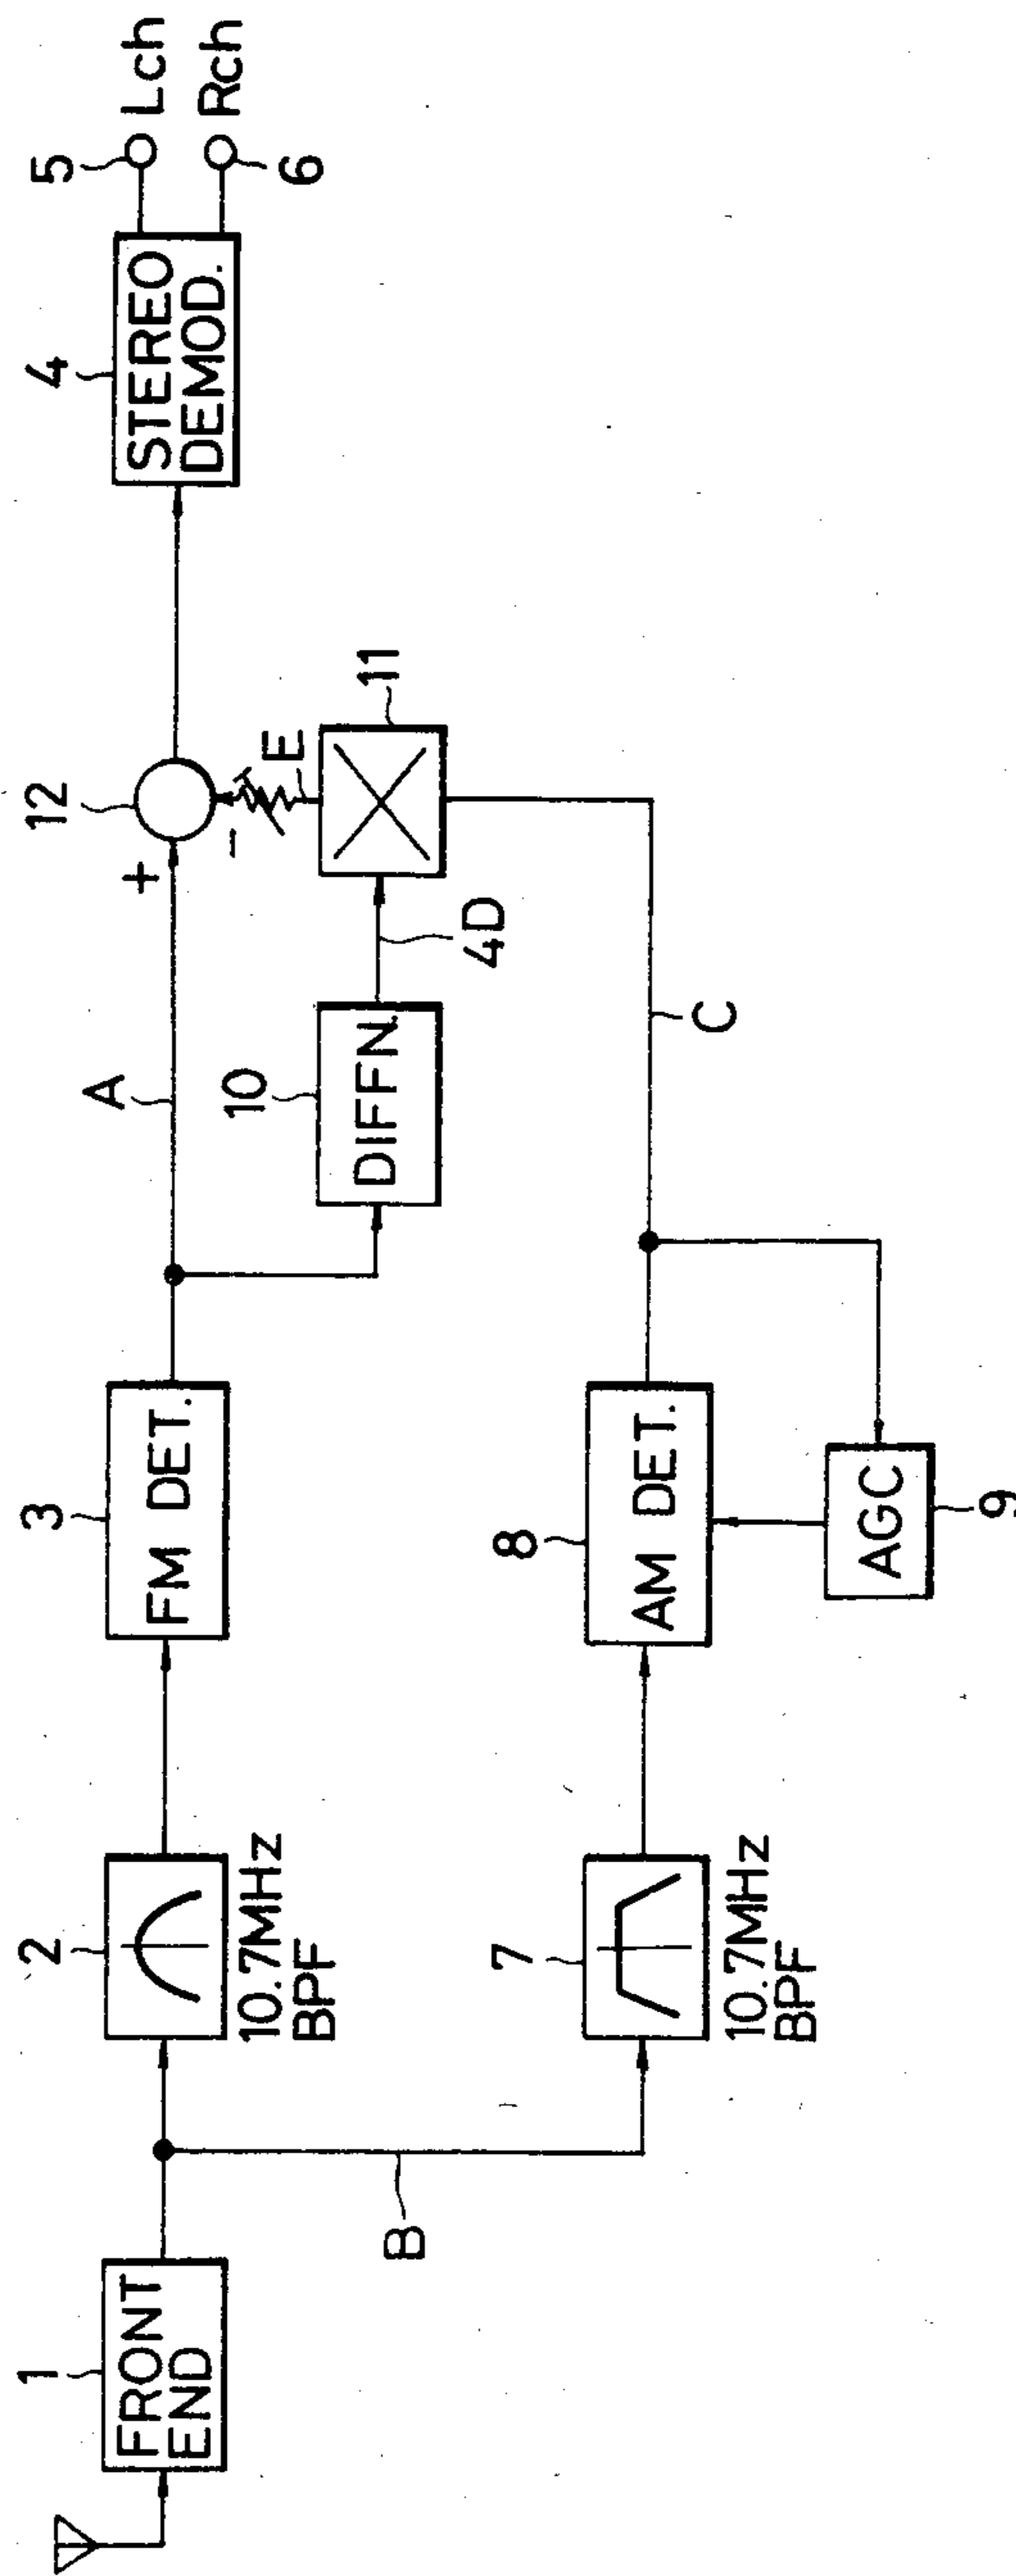 1
FRONT
END
B
2
10.7MHz
BPF
7
10.7MHz
BPF
3
FM DET.
8
AM DET.
AGC
9
A
10
DIFFN.
4D
C
12
+
-
E
11
4
STEREO
DEMOD.
5
Lch
Rch
6